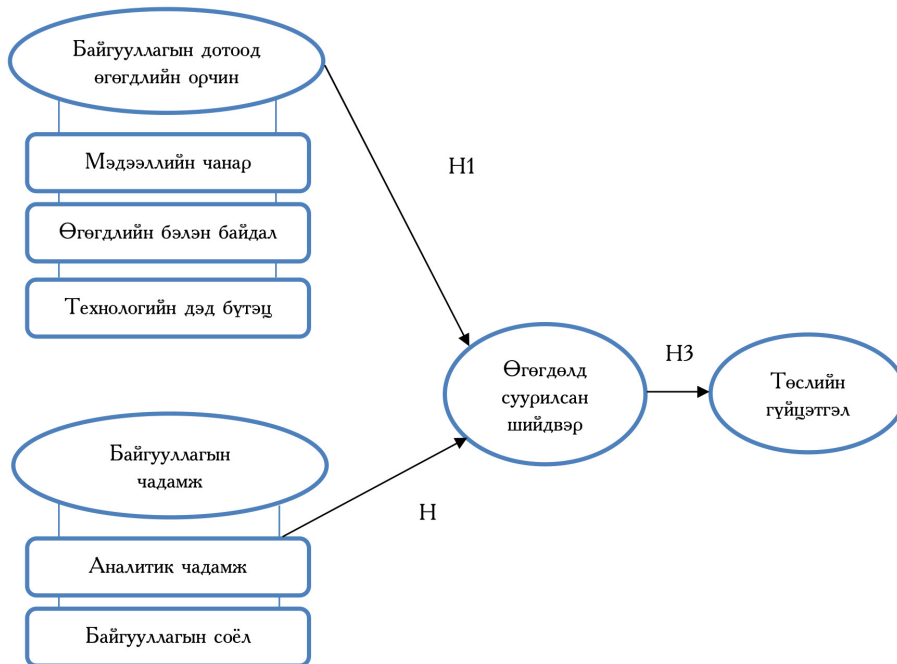 Байгууллагын дотоод
өгөгдлийн орчин
Мэдээллийн чанар
Өгөгдлийн бэлэн байдал
Технологийн дэд бүтэц
H1
Өгөгдөлд
суурилсан
шийдвэр
H3
Төслийн
гүйцэтгэл
Байгууллагын
чадамж
H
Аналитик чадамж
Байгууллагын соёл